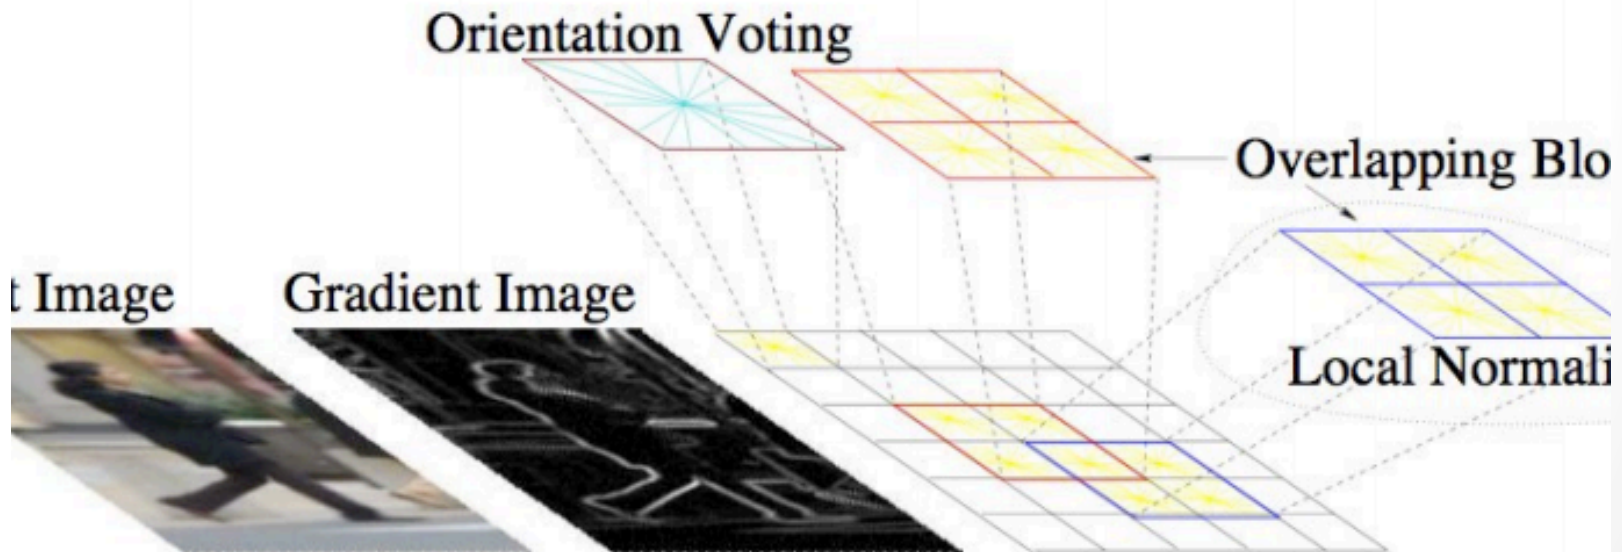 Orientation Voting
Overlapping Blo
t Image
Gradient Image
Local Normali